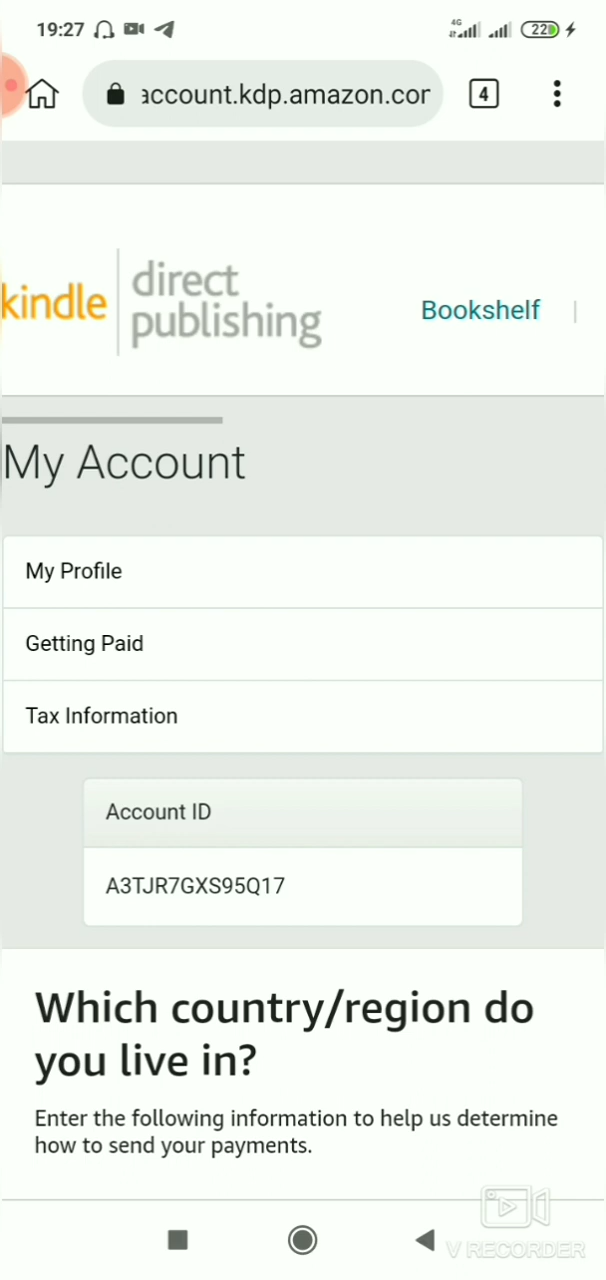 19:27
4G
22
account.kdp.amazon.cor
4
kindle
direct
publishing
Bookshelf
My Account
My Profile
Getting Paid
Tax Information
Account ID
A3TJR7GXS95Q17
Which country/region do
you live in?
Enter the following information to help us determine
how to send your payments.
V RECORDER